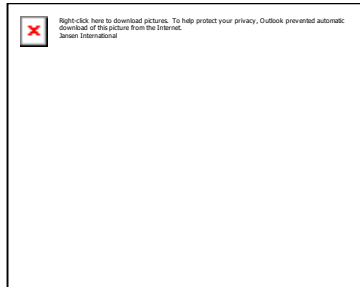 Right-click here to download pictures. To help protect your privacy, Outlook prevented automatic
download of this picture from the Internet.
Jansen International